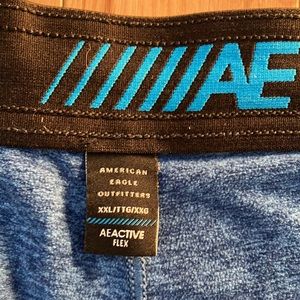 AE
AMERICAN
EAGLE
OUTFITTERS
XXL/TTG/XXG
AEACTIVE
FLEX